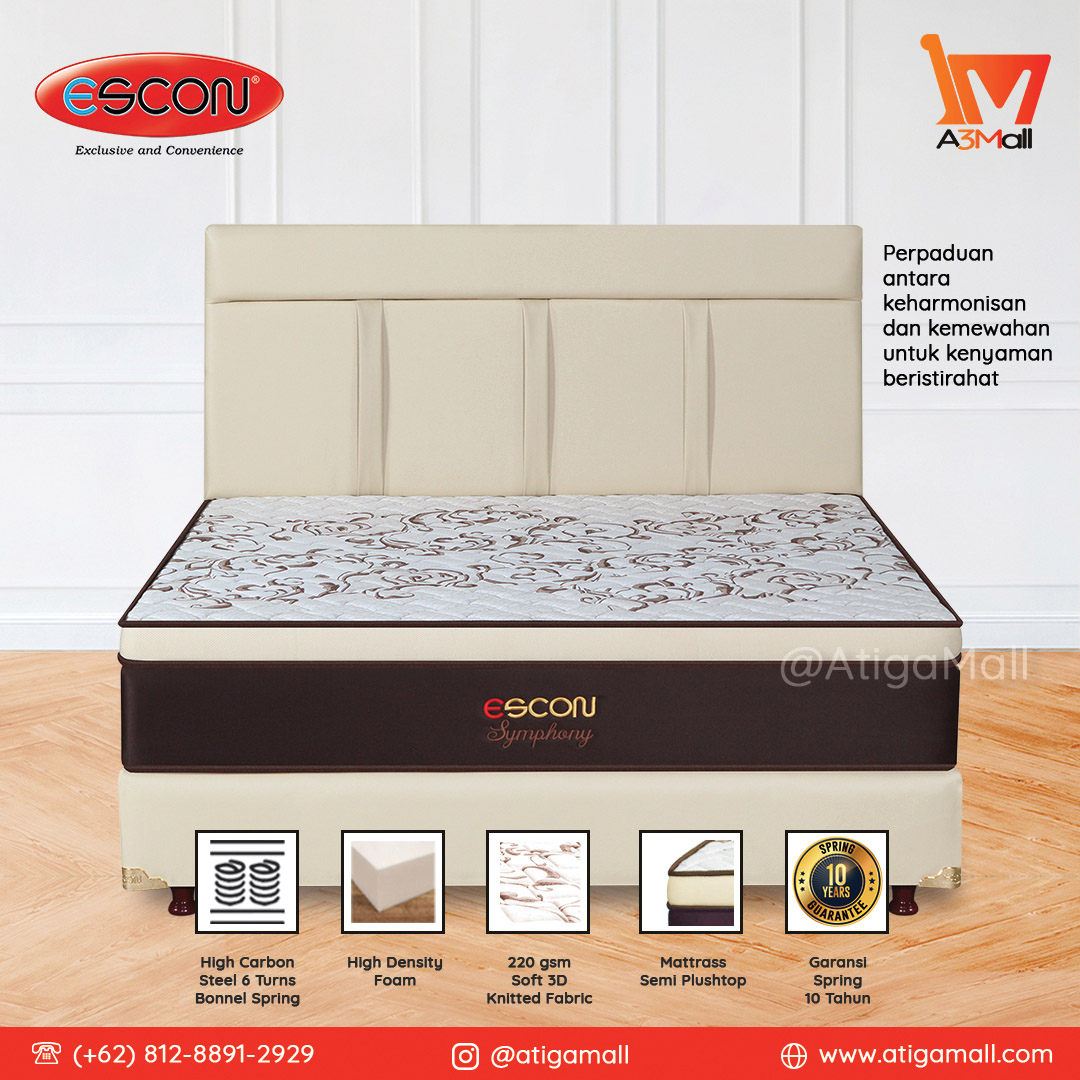 ESCON®
Exclusive and Convenience
A3Mall
Perpaduan
antara
keharmonisan
dan kemewahan
untuk kenyaman
beristirahat
@AtigaMall
ESCON
Symphony
SPRING
10
YEARS
GUARANTEE
High Carbon
Steel 6 Turns
Bonnel Spring
High Density
Foam
220 gsm
Soft 3D
Knitted Fabric
Mattrass
Semi Plushtop
Garansi
Spring
10 Tahun
(+62) 812-8891-2929
@atigamall
www.atigamall.com